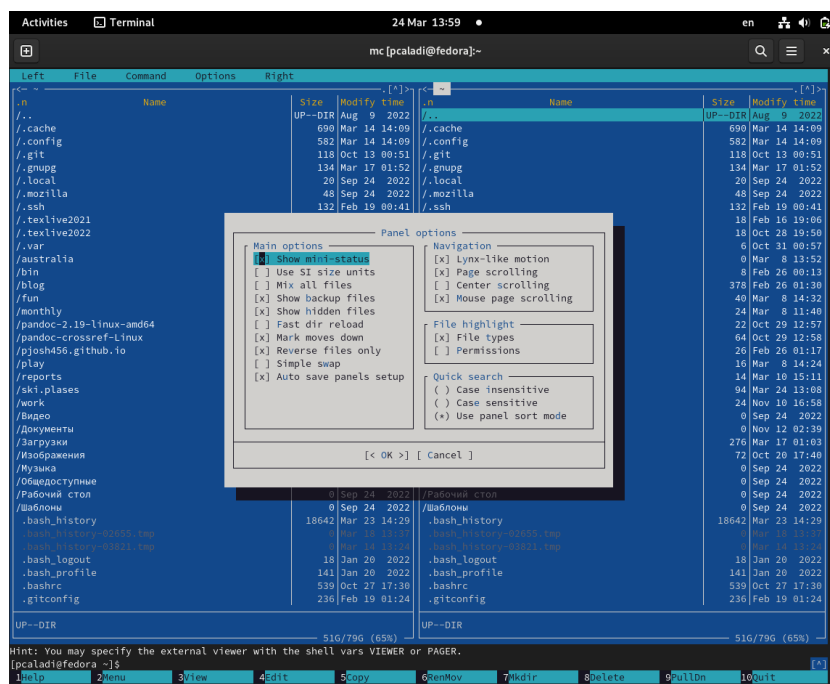 Activities Terminal 24 Mar 13:59 en
mc [pcaladi@fedora]:~
Left File Command Options Right
<- ~ .[^]> <- ~ .[^]>
.n Name Size Modify time .n Name Size Modify time
/.. UP--DIR Aug 9 2022 /.. UP--DIR Aug 9 2022
/.cache 690 Mar 14 14:09 /.cache 690 Mar 14 14:09
/.config 582 Mar 14 14:09 /.config 582 Mar 14 14:09
/.git 118 Oct 13 00:51 /.git 118 Oct 13 00:51
/.gnupg 134 Mar 17 01:52 /.gnupg 134 Mar 17 01:52
/.local 20 Sep 24 2022 /.local 20 Sep 24 2022
/.mozilla 48 Sep 24 2022 /.mozilla 48 Sep 24 2022
/.ssh 132 Feb 19 00:41 /.ssh 132 Feb 19 00:41
/.texlive2021 18 Feb 16 19:06
/.texlive2022 Panel options 18 Oct 28 19:50
/.var Main options Navigation 6 Oct 31 00:57
/australia [x] Show mini-status [x] Lynx-like motion 0 Mar 8 13:52
/bin [ ] Use SI size units [x] Page scrolling 8 Feb 26 00:13
/blog [ ] Mix all files [ ] Center scrolling 378 Feb 26 01:30
/fun [x] Show backup files [x] Mouse page scrolling 40 Mar 8 14:32
/monthly [x] Show hidden files 24 Mar 8 11:40
/pandoc-2.19-linux-amd64 [ ] Fast dir reload File highlight 22 Oct 29 12:57
/pandoc-crossref-Linux [x] Mark moves down [x] File types 64 Oct 29 12:58
/pjosh456.github.io [x] Reverse files only [ ] Permissions 26 Feb 26 01:17
/play [ ] Simple swap 16 Mar 8 14:24
/reports [x] Auto save panels setup Quick search 14 Mar 10 15:11
/ski.plases ( ) Case insensitive 94 Mar 24 13:08
/work ( ) Case sensitive 24 Nov 10 16:58
/Видео (*) Use panel sort mode 0 Sep 24 2022
/Документы 0 Nov 12 02:39
/Загрузки 276 Mar 17 01:03
/Изображения [< OK >] [ Cancel ] 72 Oct 20 17:40
/Музыка 0 Sep 24 2022
/Общедоступные 0 Sep 24 2022
/Рабочий стол 0 Sep 24 2022 /Рабочий стол 0 Sep 24 2022
/Шаблоны 0 Sep 24 2022 /Шаблоны 0 Sep 24 2022
.bash_history 18642 Mar 23 14:29 .bash_history 18642 Mar 23 14:29
.bash_history-02655.tmp 0 Mar 18 13:37 .bash_history-02655.tmp 0 Mar 18 13:37
.bash_history-03821.tmp 0 Mar 14 13:24 .bash_history-03821.tmp 0 Mar 14 13:24
.bash_logout 18 Jan 20 2022 .bash_logout 18 Jan 20 2022
.bash_profile 141 Jan 20 2022 .bash_profile 141 Jan 20 2022
.bashrc 539 Oct 27 17:30 .bashrc 539 Oct 27 17:30
.gitconfig 236 Feb 19 01:24 .gitconfig 236 Feb 19 01:24
UP--DIR UP--DIR
51G/79G (65%) 51G/79G (65%)
Hint: You may specify the external viewer with the shell vars VIEWER or PAGER.
[pcaladi@fedora ~]$ [^]
1Help 2Menu 3View 4Edit 5Copy 6RenMov 7Mkdir 8Delete 9PullDn 10Quit